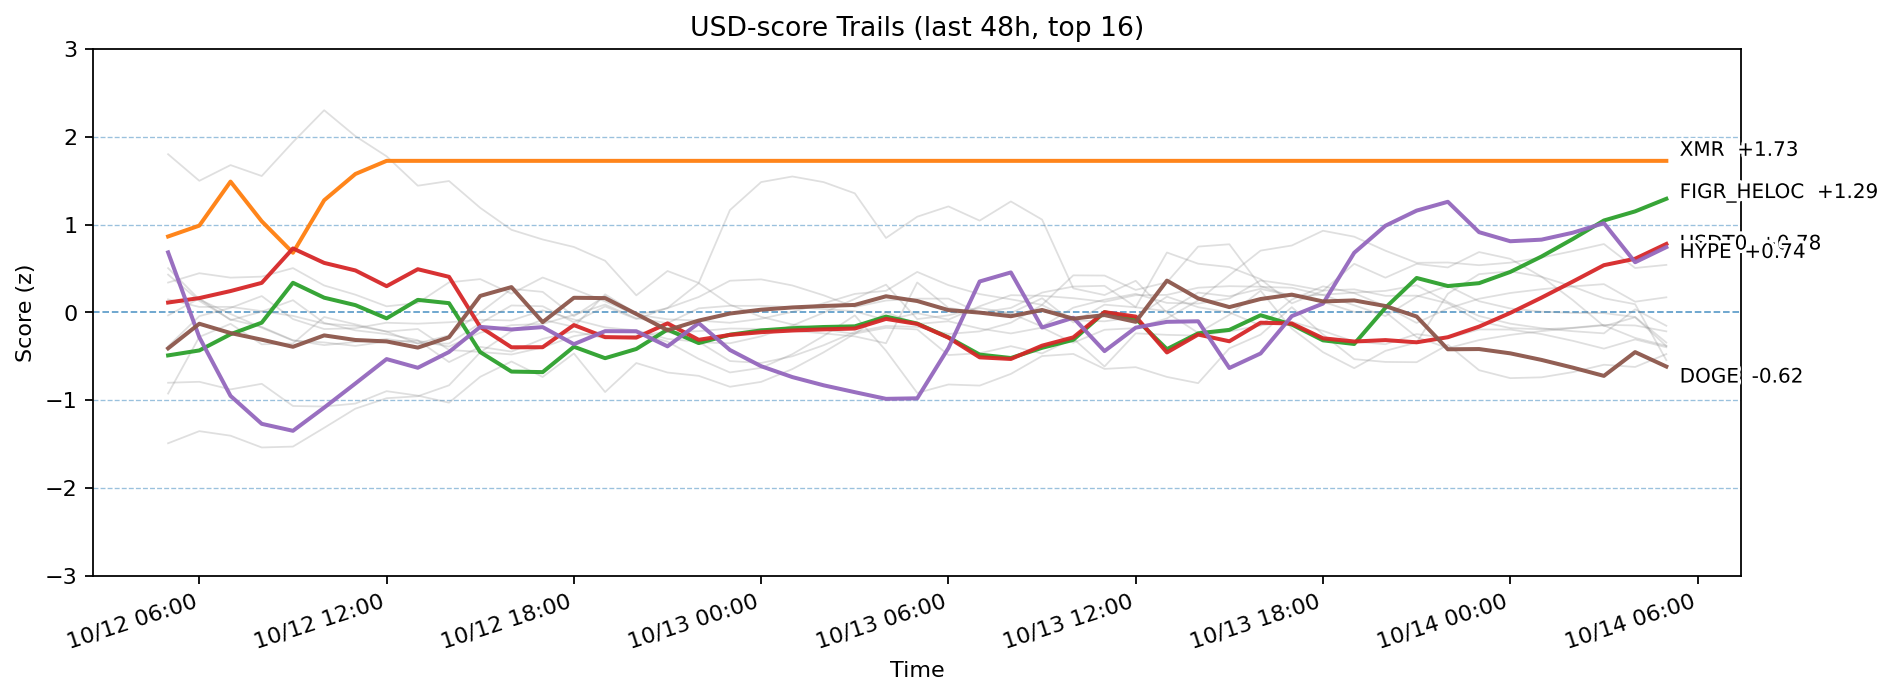 USD-score Trails (last 48h, top 16)
Score (z)
3
2
1
0
−1
−2
−3
XMR +1.73
FIGR_HELOC +1.29
USDT0 +0.78
HYPE +0.74
DOGE -0.62
10/12 06:00
10/12 12:00
10/12 18:00
10/13 00:00
10/13 06:00
10/13 12:00
10/13 18:00
10/14 00:00
10/14 06:00
Time